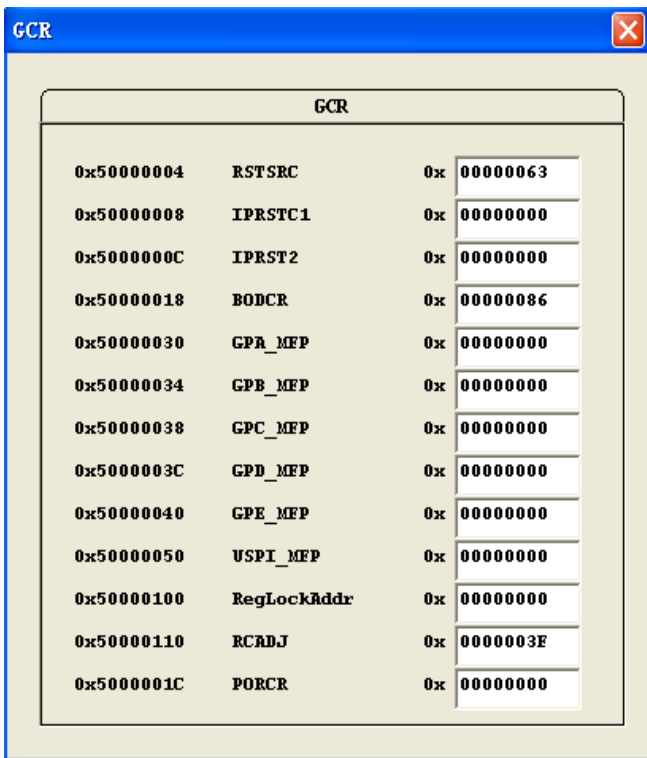 GCR
GCR
0x50000004 RSTSRC 0x 00000063
0x50000008 IPRSTC1 0x 00000000
0x5000000C IPRST2 0x 00000000
0x50000018 BODCR 0x 00000086
0x50000030 GPA_MFP 0x 00000000
0x50000034 GPB_MFP 0x 00000000
0x50000038 GPC_MFP 0x 00000000
0x5000003C GPD_MFP 0x 00000000
0x50000040 GPE_MFP 0x 00000000
0x50000050 USPI_MFP 0x 00000000
0x50000100 RegLockAddr 0x 00000000
0x50000110 RCADJ 0x 0000003F
0x5000001C PORCR 0x 00000000